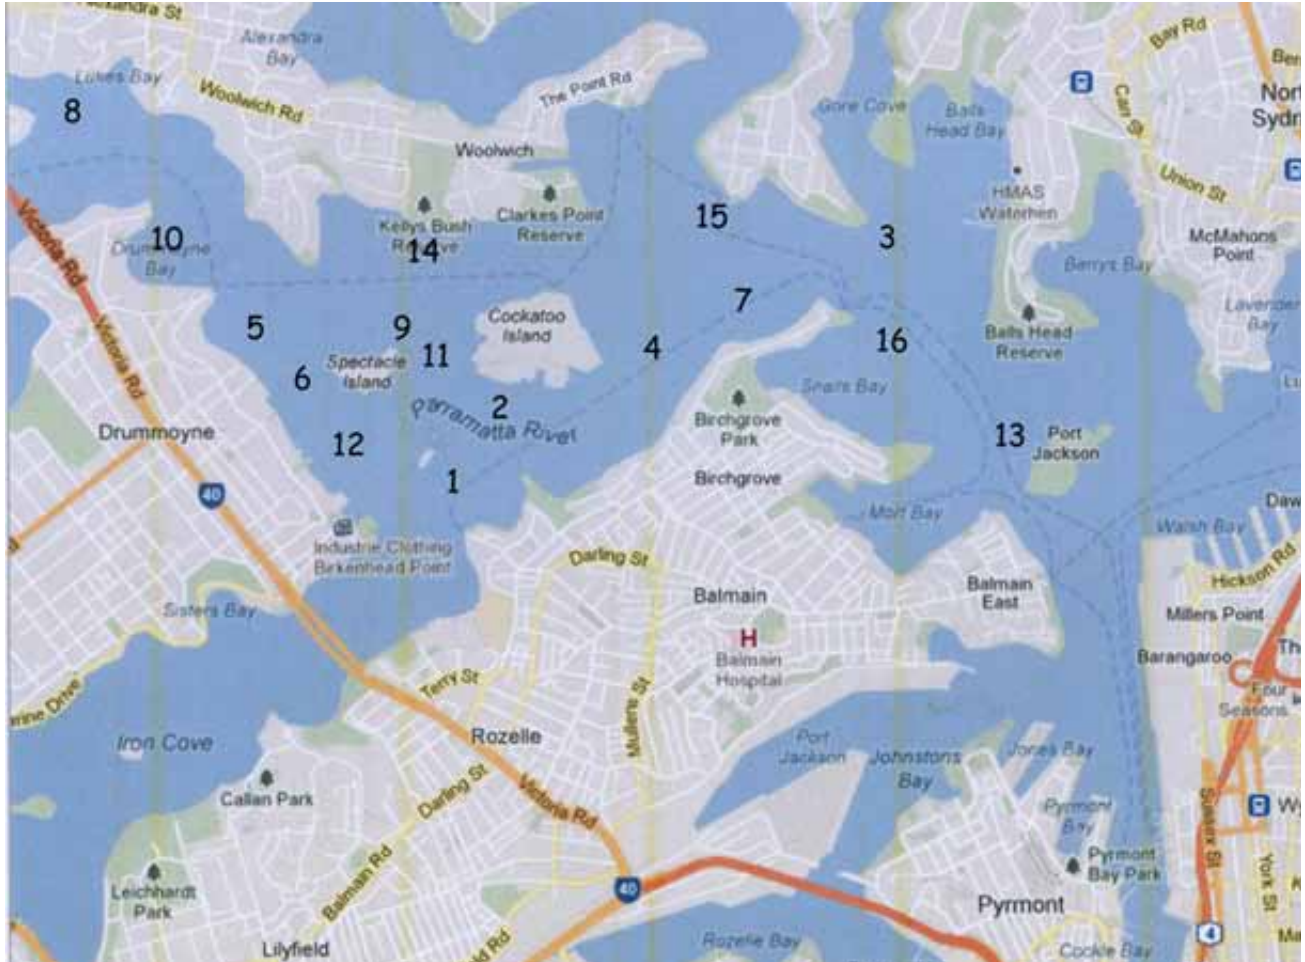 Alexandra
Bay
Bay Rd
Lukes Bay
8
Woolwich Rd
The Point Rd
Gore Cove
Balls
Head Bay
Carr St
Woolwich
Union St
HMAS
Waterhen
Kellys Bush
Clarkes Point
Reserve
Victoria Rd
10
Drummoyne
Bay
14
15
3
McMahons
Point
Berrys Bay
5
9
Cockatoo
Island
7
Victoria Rd
11
4
16
Balls Head
Reserve
6
Spectacle
Island
Snails Bay
2
Parramatta River
Birchgrove
Park
Drummoyne
12
13
Port
Jackson
1
Birchgrove
40
Mort Bay
Walsh Bay
Industrie Clothing
Birkenhead Point
Darling St
Hickson Rd
Sisters Bay
Balmain
Balmain
East
Millers Point
H
Balmain
Hospital
Barangaroo
Four
Seasons
Terry St
Mullens St
Iron Cove
Rozelle
Port
Jackson
Johnstons
Bay
Jones Bay
Callan Park
Darling St
Victoria Rd
Pyrmont
Bay
Sussex St
Balmain Rd
Pyrmont
Bay Park
York St
Leichhardt
Park
40
Pyrmont
4
Lilyfield
Rozelle Bay
Cockle Bay